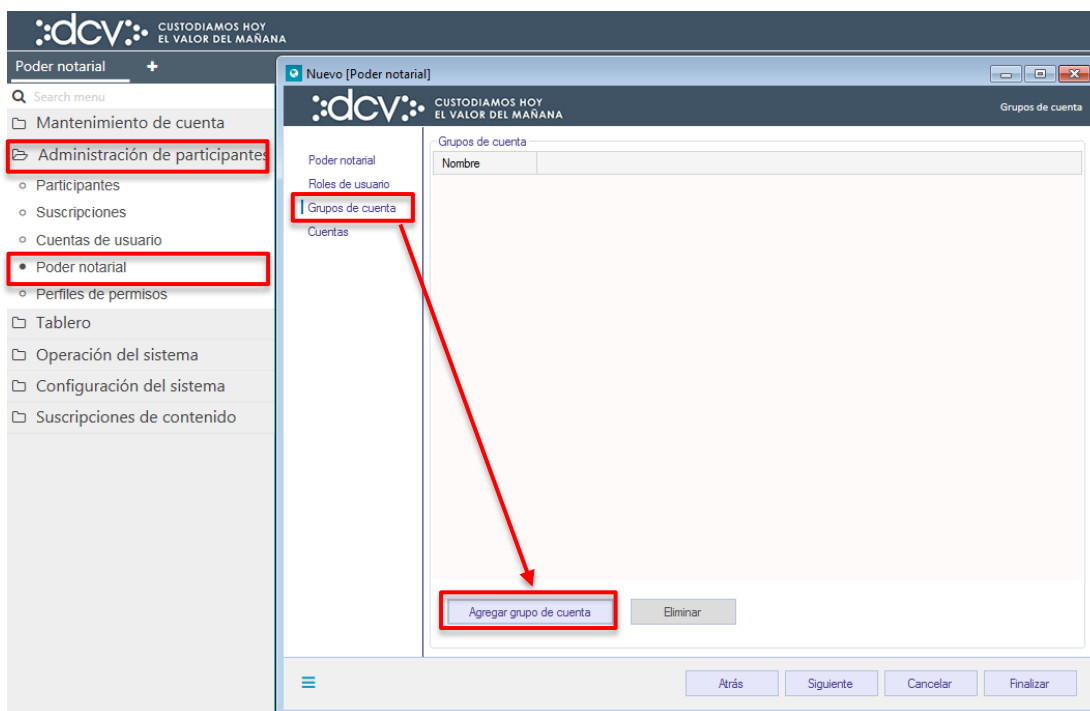 :dcv:• CUSTODIAMOS HOY
EL VALOR DEL MAÑANA
Poder notarial +
Search menu
Mantenimiento de cuenta
Administración de participantes
Participantes
Suscripciones
Cuentas de usuario
Poder notarial
Perfiles de permisos
Tablero
Operación del sistema
Configuración del sistema
Suscripciones de contenido
Nuevo [Poder notarial]
:dcv:• CUSTODIAMOS HOY
EL VALOR DEL MAÑANA
Grupos de cuenta
Poder notarial
Roles de usuario
Grupos de cuenta
Cuentas
Grupos de cuenta
Nombre
Agregar grupo de cuenta Eliminar
Atrás Siguiente Cancelar Finalizar